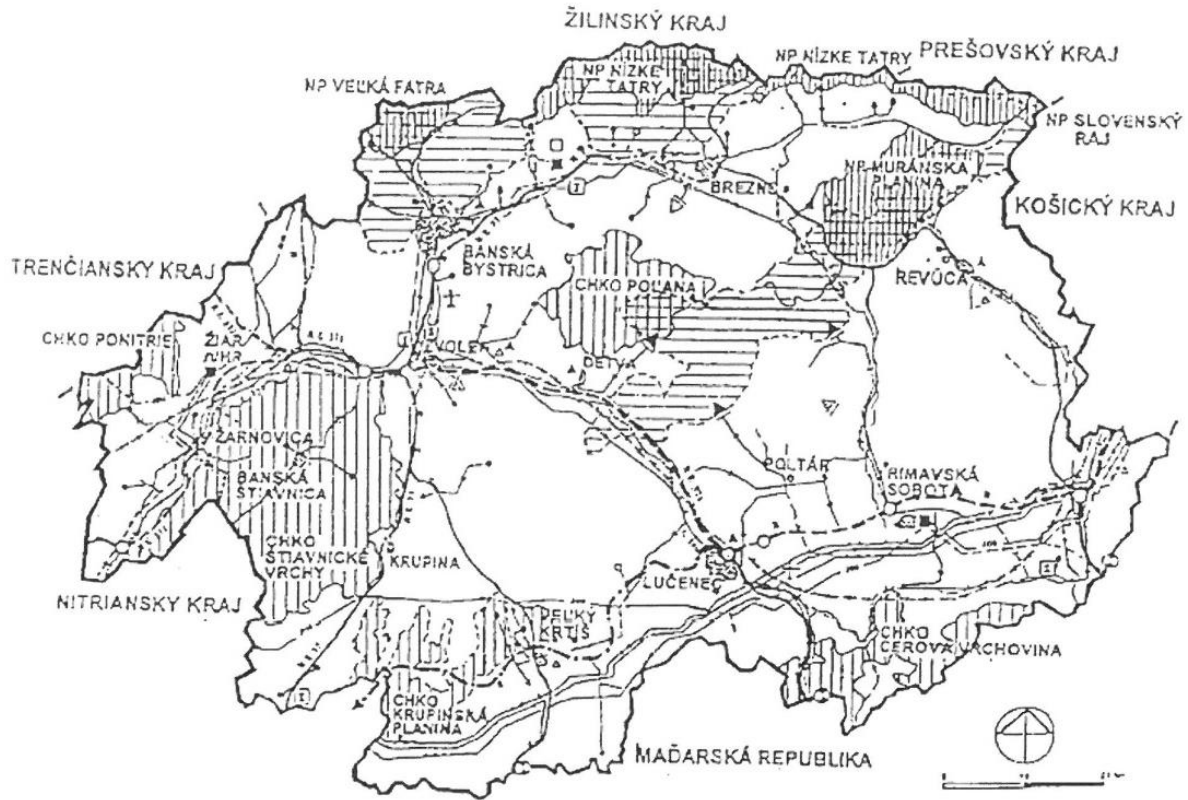 ŽILINSKÝ KRAJ
NP NÍZKE TATRY
PREŠOVSKÝ KRAJ
NP NÍZKE
TATRY
NP VEĽKÁ FATRA
NP SLOVENSKÝ
RAJ
NP MURÁNSKA
PLANINA
BREZNO
KOŠICKÝ KRAJ
BANSKÁ
BYSTRICA
TRENČIANSKY KRAJ
CHKO POĽANA
REVÚCA
CHKO PONITRIE
ŽIAR
N/HR
ZVOLEN
DETVA
ŽARNOVICA
BANSKÁ
ŠTIAVNICA
POLTÁR
RIMAVSKÁ
SOBOTA
CHKO
ŠTIAVNICKÉ
VRCHY
KRUPINA
LUČENEC
NITRIANSKY KRAJ
VEĽKÝ
KRTÍŠ
CHKO
CEROVÁ VRCHOVINA
CHKO
KRUPINSKÁ
PLANINA
MAĎARSKÁ REPUBLIKA